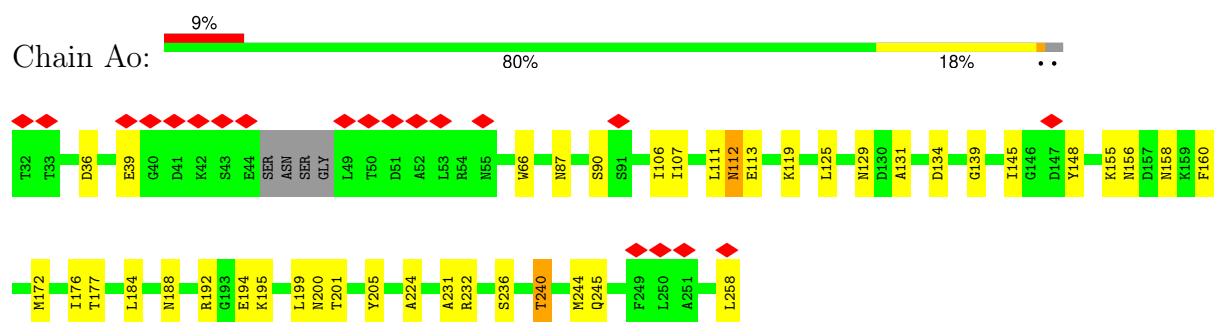 9%
Chain Ao:
80% 18% • •
T32 T33 D36 E39 G40 D41 K42 S43 E44 SER ASN SER GLY L49 T50 D51 A52 L53 R54 N55 W66 N87 S90 S91 I106 I107 L111 N112 E113 K119 L125 N129 D130 A131 D134 G139 I145 G146 D147 Y148 K155 N156 D157 N158 K159 F160
M172 I176 T177 L184 N188 R192 G193 E194 K195 L199 N200 T201 Y205 A224 A231 R232 S236 T240 M244 Q245 F249 L250 A251 L258